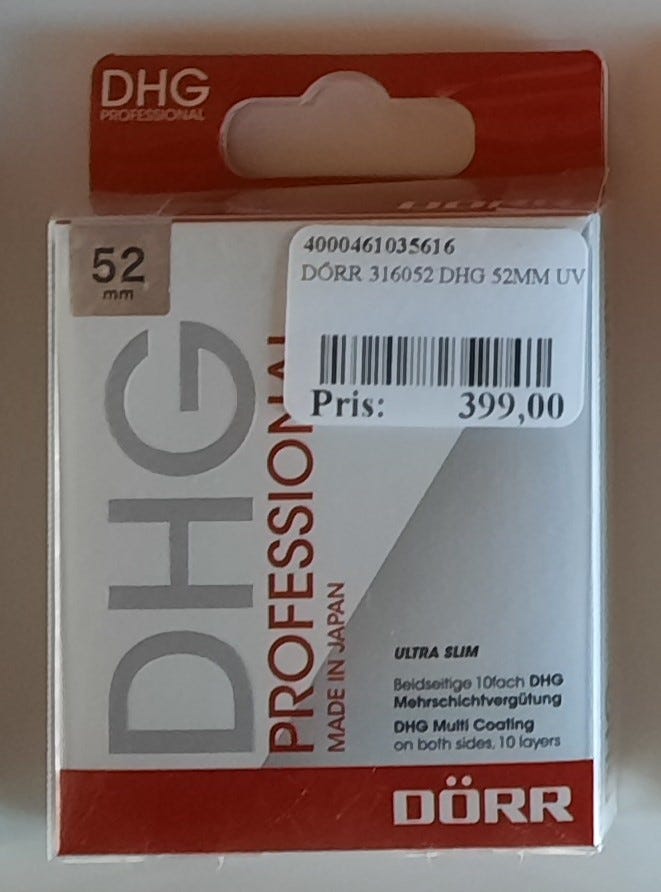 DHG
PROFESSIONAL
DÖRR
52
mm
4000461035616
DÖRR 316052 DHG 52MM UV
Pris: 399,00
DHG
PROFESSIONAL
MADE IN JAPAN
ULTRA SLIM
Beidseitige 10fach DHG
Mehrschichtvergütung
DHG Multi Coating
on both sides, 10 layers
DÖRR